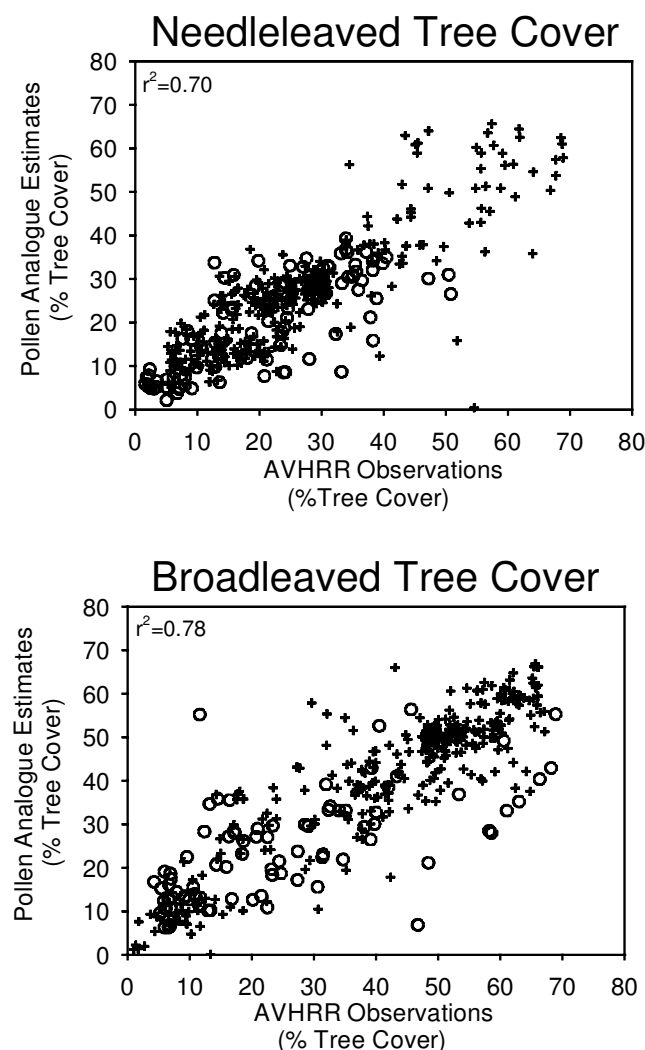 Needleleaved Tree Cover
r²=0.70
Pollen Analogue Estimates
(% Tree Cover)
80
70
60
50
40
30
20
10
0
0 10 20 30 40 50 60 70 80
AVHRR Observations
(%Tree Cover)
Broadleaved Tree Cover
r²=0.78
Pollen Analogue Estimates
(% Tree Cover)
80
70
60
50
40
30
20
10
0
0 10 20 30 40 50 60 70 80
AVHRR Observations
(% Tree Cover)